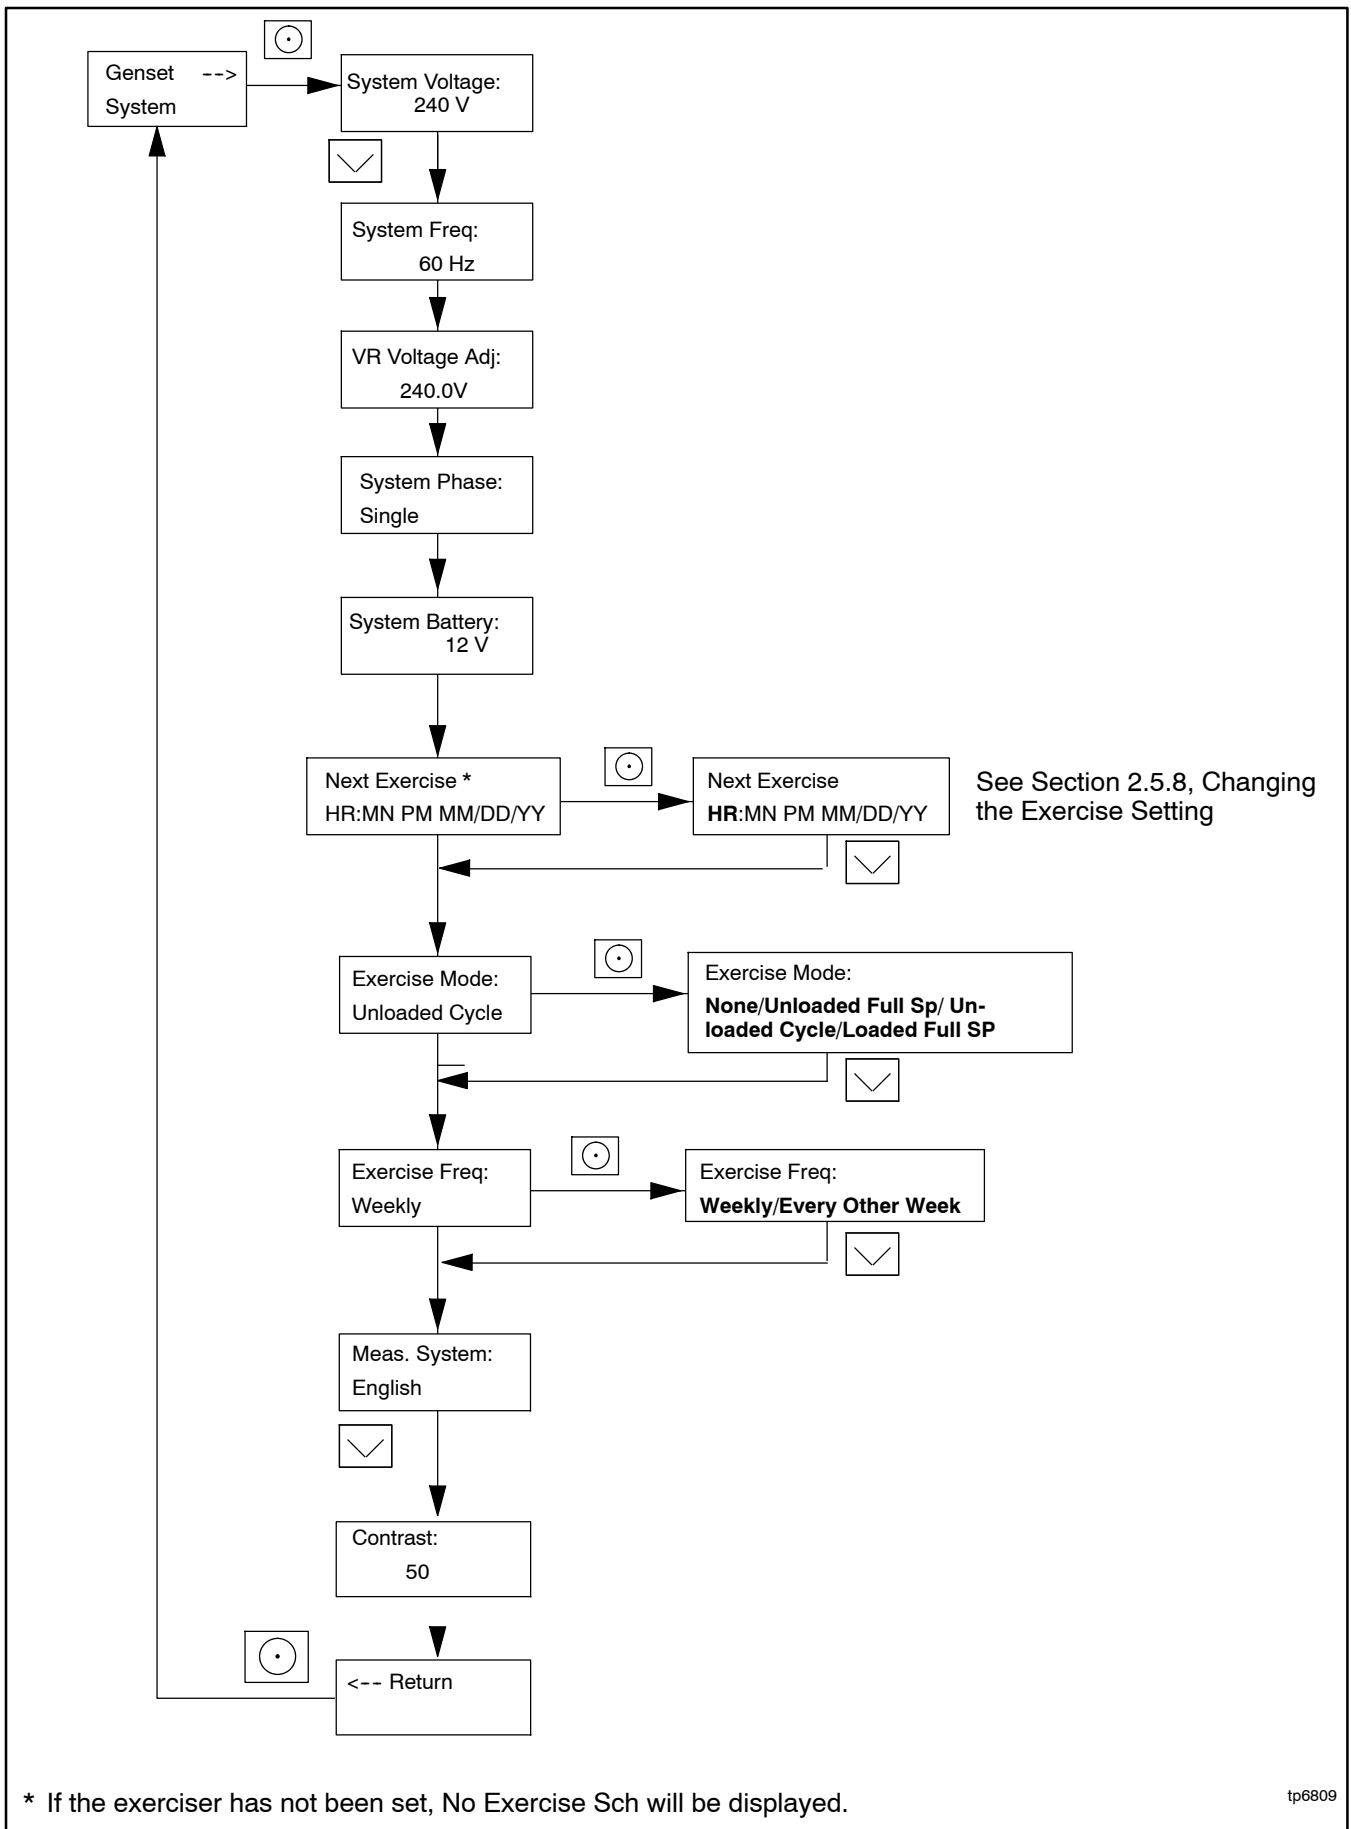 Genset -->
System
System Voltage:
240 V
System Freq:
60 Hz
VR Voltage Adj:
240.0V
System Phase:
Single
System Battery:
12 V
Next Exercise *
HR:MN PM MM/DD/YY
Next Exercise
HR:MN PM MM/DD/YY
See Section 2.5.8, Changing
the Exercise Setting
Exercise Mode:
Unloaded Cycle
Exercise Mode:
None/Unloaded Full Sp/ Un-
loaded Cycle/Loaded Full SP
Exercise Freq:
Weekly
Exercise Freq:
Weekly/Every Other Week
Meas. System:
English
Contrast:
50
<-- Return
* If the exerciser has not been set, No Exercise Sch will be displayed.
tp6809